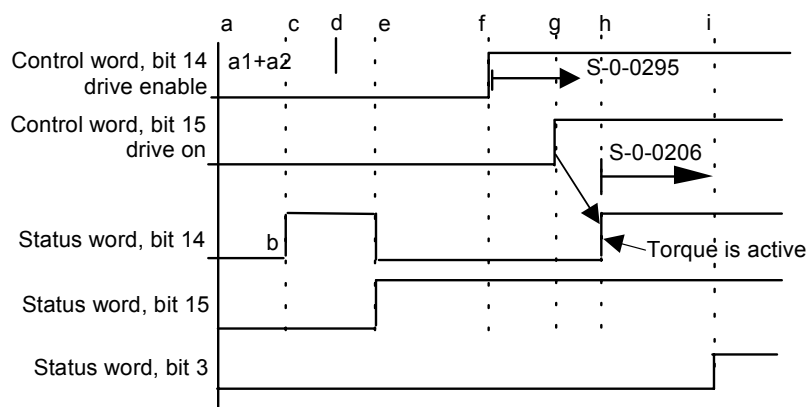 a c d e f g h i
Control word, bit 14
drive enable
a1+a2
S-0-0295
Control word, bit 15
drive on
S-0-0206
Status word, bit 14
b
Torque is active
Status word, bit 15
Status word, bit 3